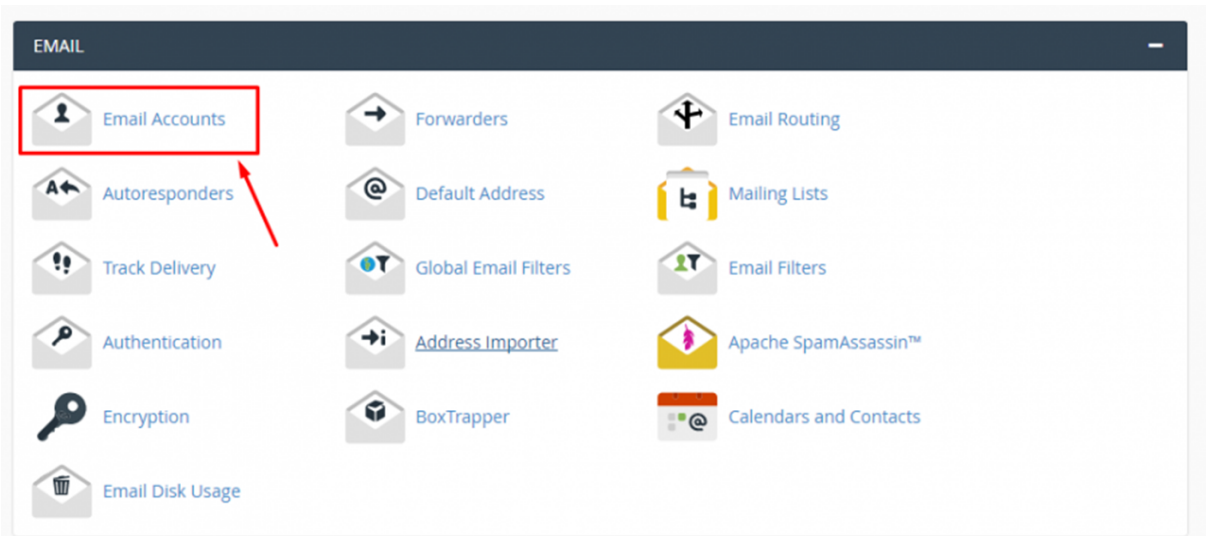 EMAIL
Email Accounts
Forwarders
Email Routing
Autoresponders
Default Address
Mailing Lists
Track Delivery
Global Email Filters
Email Filters
Authentication
Address Importer
Apache SpamAssassin™
Encryption
BoxTrapper
Calendars and Contacts
Email Disk Usage